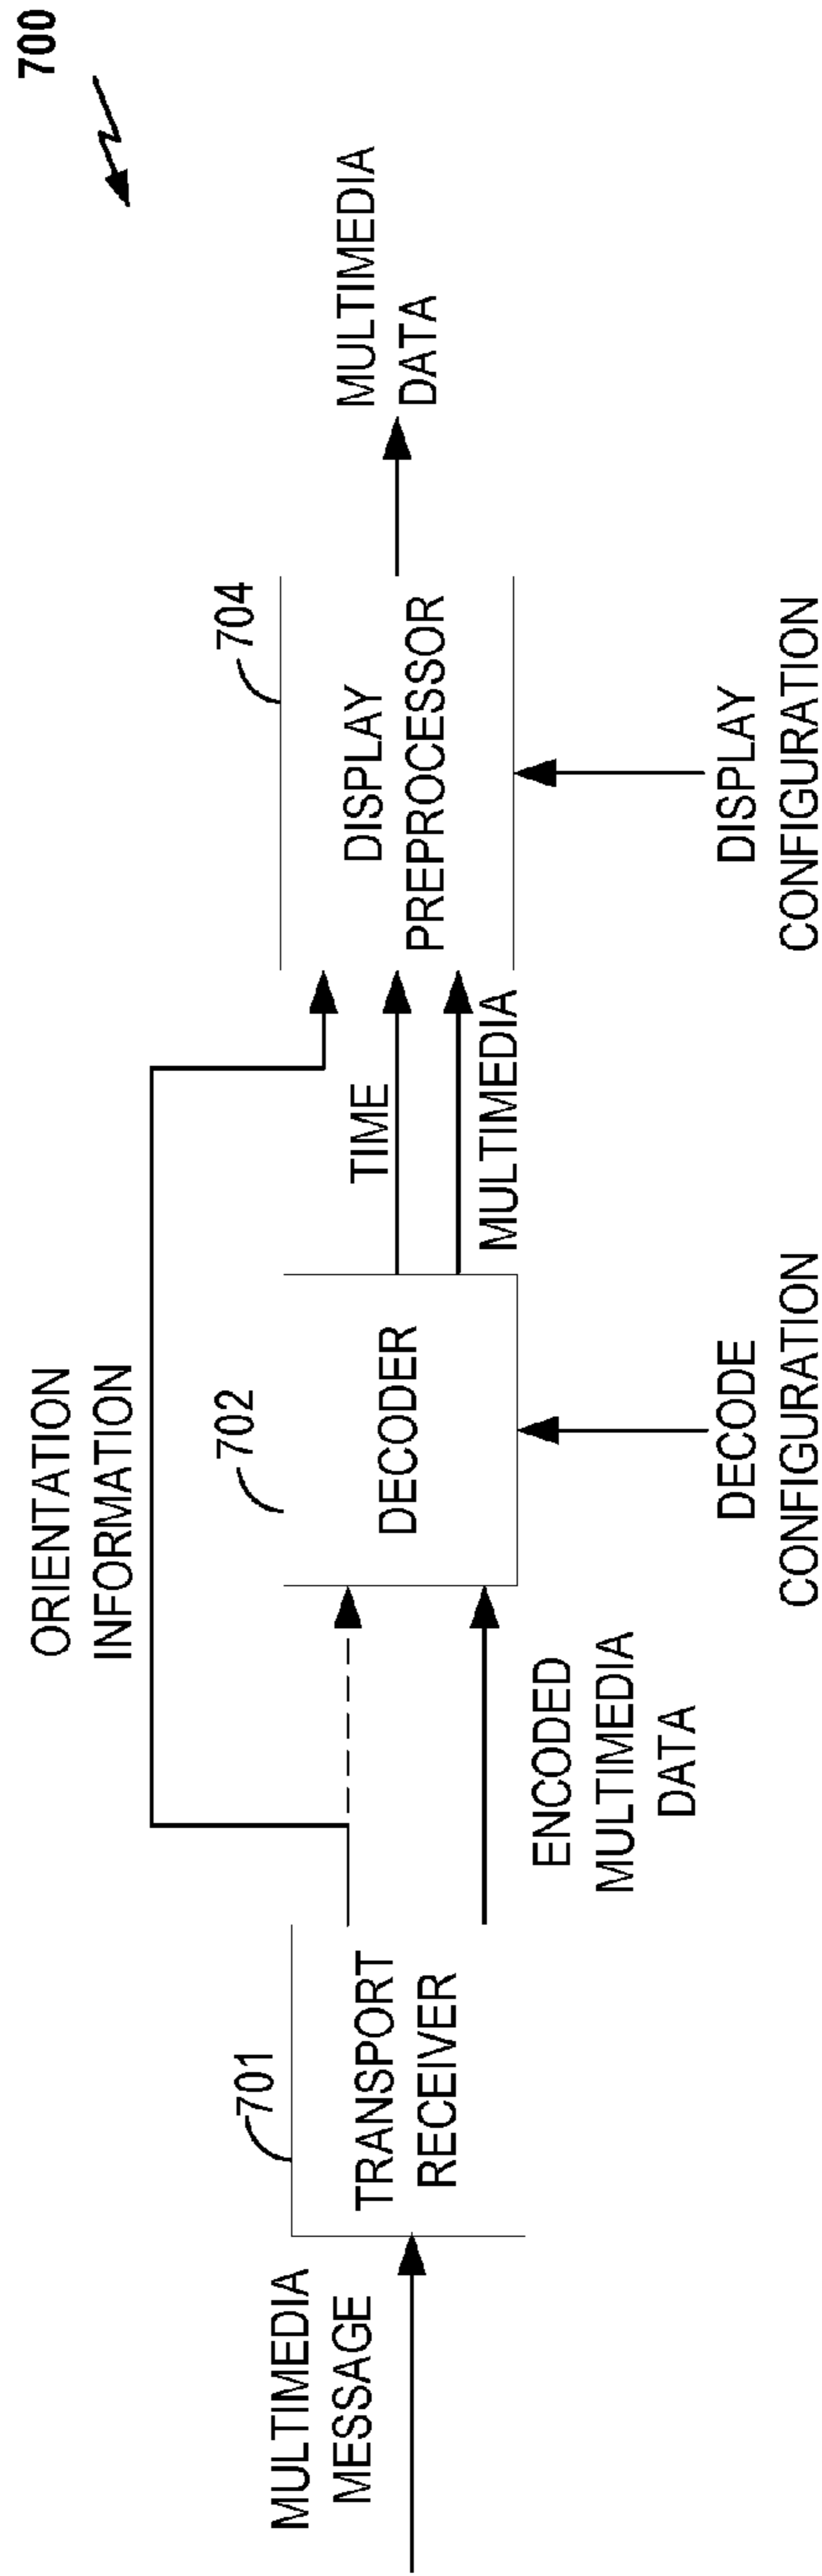 700
MULTIMEDIA
MESSAGE
701
TRANSPORT
RECEIVER
ORIENTATION
INFORMATION
ENCODED
MULTIMEDIA
DATA
702
DECODER
DECODE
CONFIGURATION
TIME
MULTIMEDIA
704
DISPLAY
PREPROCESSOR
DISPLAY
CONFIGURATION
MULTIMEDIA
DATA